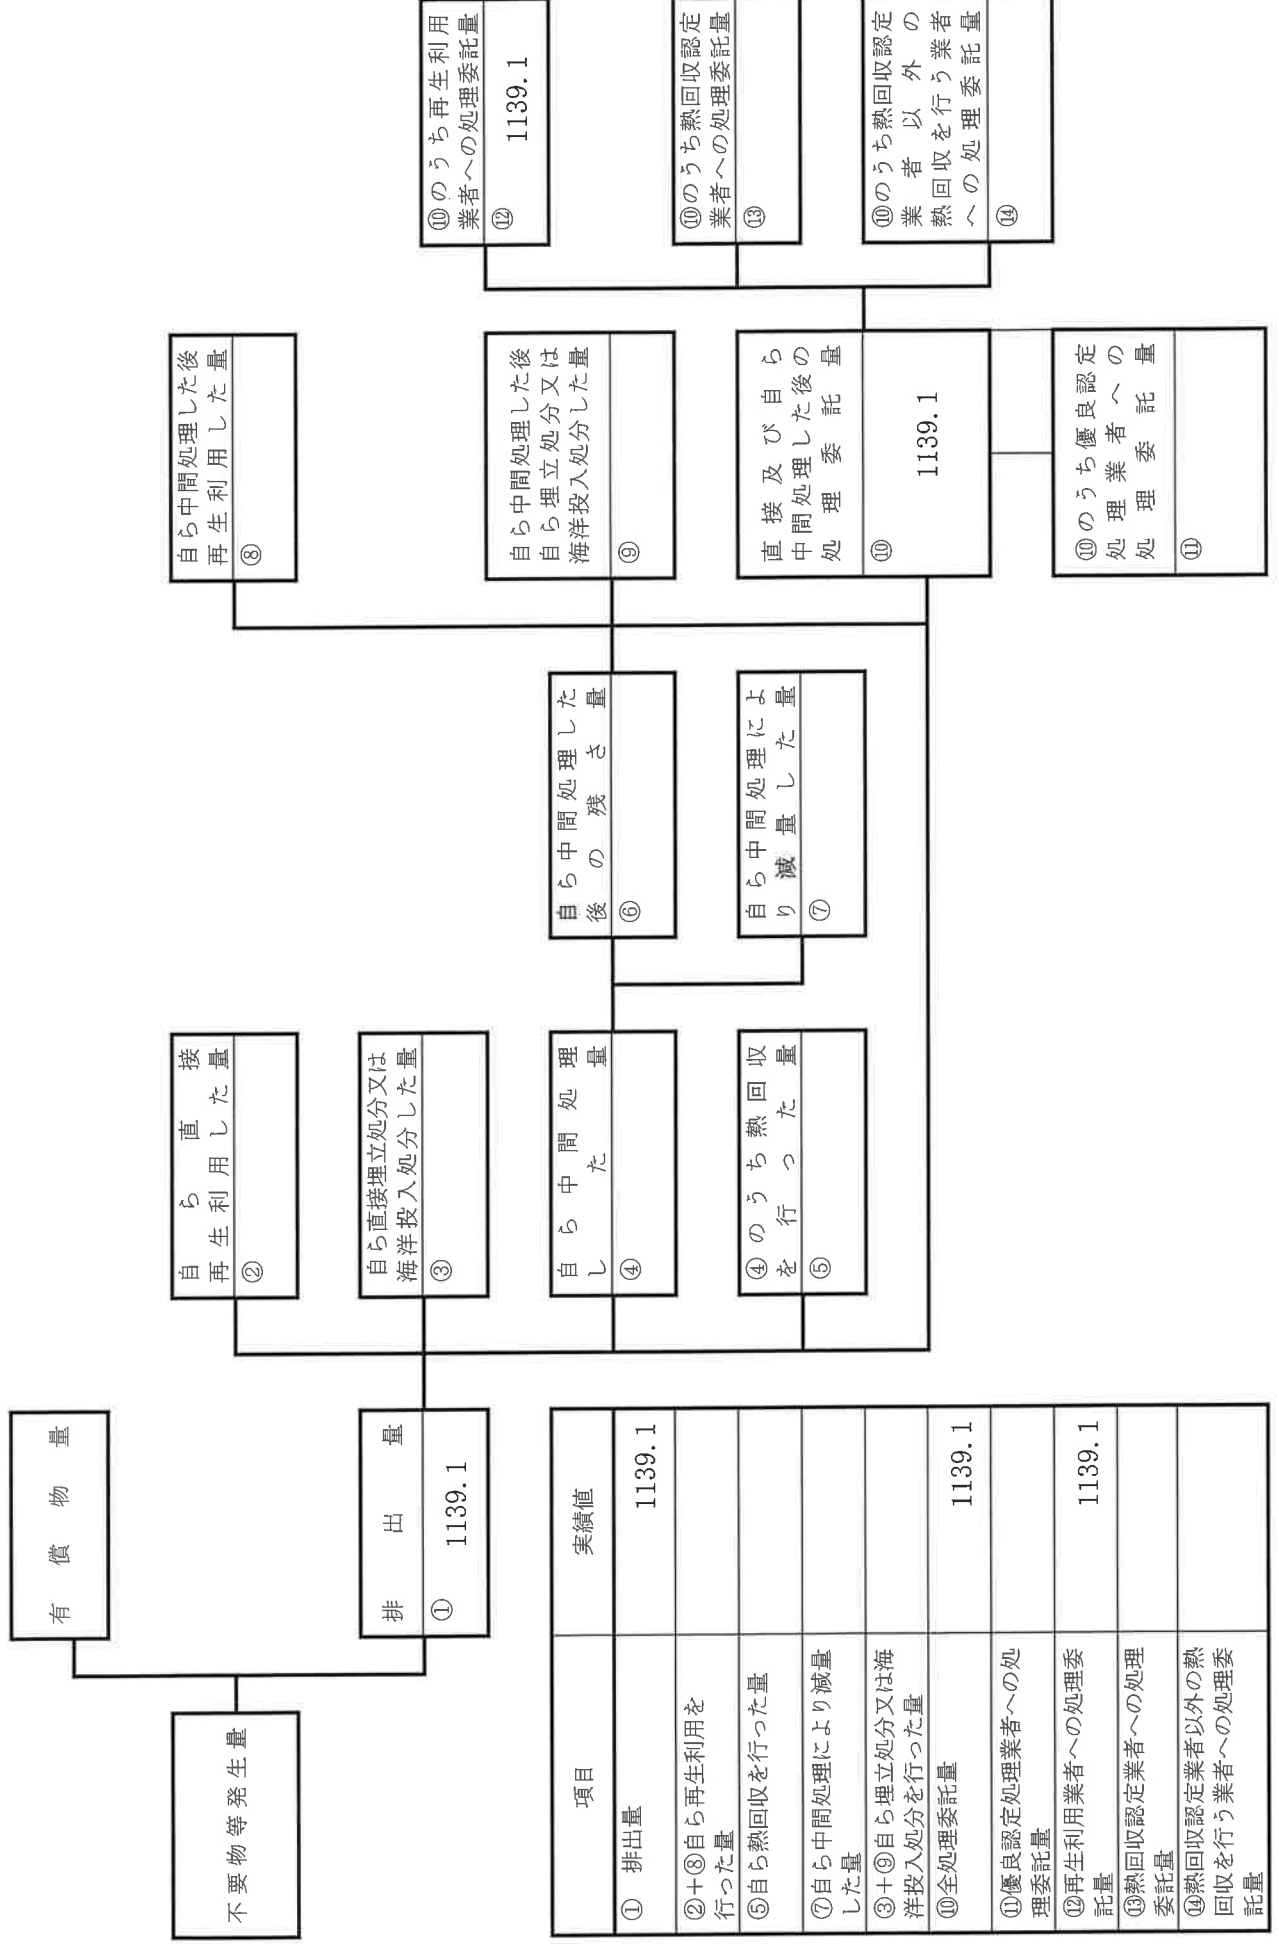 不要物等発生量
有償物量
排出量
①
1139.1
自ら直接
再生利用した量
②
自ら直接埋立処分又は
海洋投入処分した量
③
自ら中間処理
した量
④
④のうち熱回収
を行った量
⑤
自ら中間処理した
後の残さ量
⑥
自ら中間処理によ
り減量した量
⑦
自ら中間処理した後
再生利用した量
⑧
自ら中間処理した後
自ら埋立処分又は
海洋投入処分した量
⑨
直接及び自ら
中間処理した後の
処理委託量
⑩
1139.1
⑩のうち優良認定
処理業者への
処理委託量
⑪
⑩のうち再生利用
業者への処理委託量
⑫
1139.1
⑩のうち熱回収認定
業者への処理委託量
⑬
⑩のうち熱回収認定
業者以外の
熱回収を行う業者
への処理委託量
⑭
項目 実績値
① 排出量 1139.1
②+⑧自ら再生利用を
行った量
⑤自ら熱回収を行った量
⑦自ら中間処理により減量
した量
③+⑨自ら埋立処分又は海
洋投入処分を行った量
⑩全処理委託量 1139.1
⑪優良認定処理業者への処
理委託量
⑫再生利用業者への処理委
託量 1139.1
⑬熱回収認定業者への処理
委託量
⑭熱回収認定業者以外の熱
回収を行う業者への処理委
託量